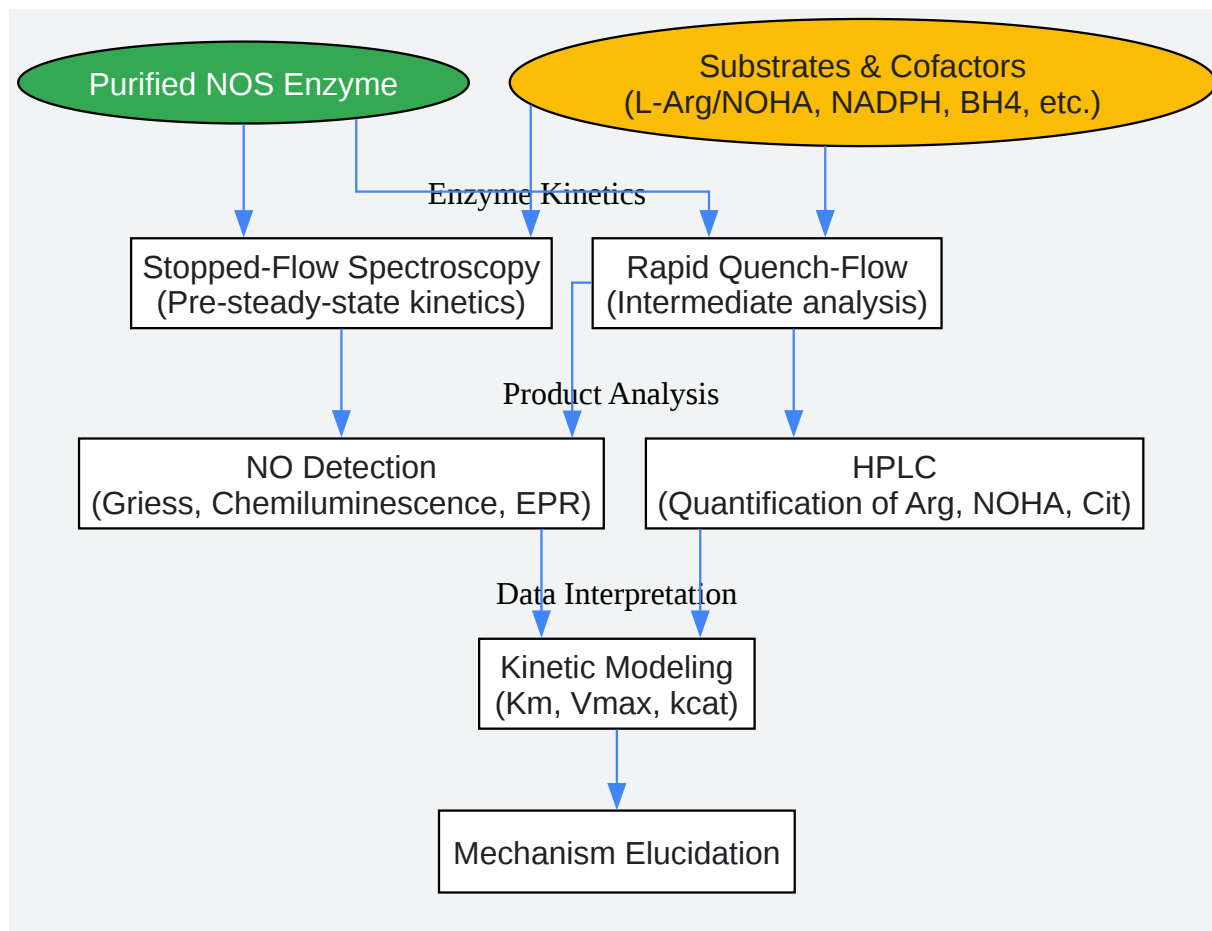 Purified NOS Enzyme
Substrates & Cofactors
(L-Arg/NOHA, NADPH, BH4, etc.)
Enzyme Kinetics
Stopped-Flow Spectroscopy
(Pre-steady-state kinetics)
Rapid Quench-Flow
(Intermediate analysis)
Product Analysis
NO Detection
(Griess, Chemiluminescence, EPR)
HPLC
(Quantification of Arg, NOHA, Cit)
Data Interpretation
Kinetic Modeling
(Km, Vmax, kcat)
Mechanism Elucidation